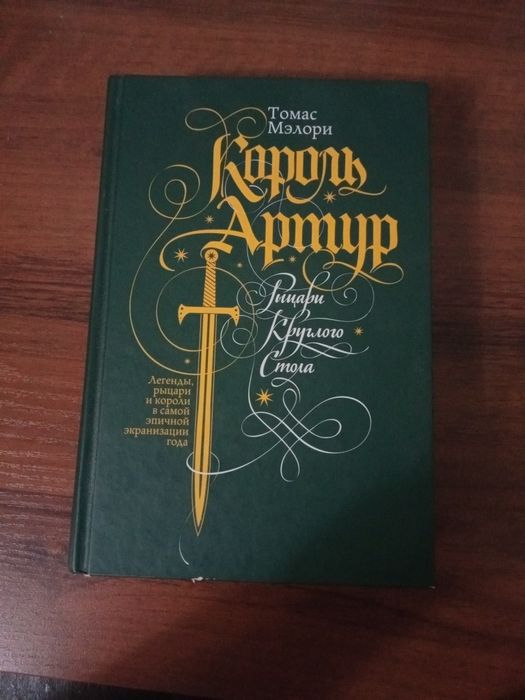 Томас
Мэлори
Король
Артур
Рыцари
Круглого
Стола
Легенды,
рыцари
и короли
в самой
эпичной
экранизации
года